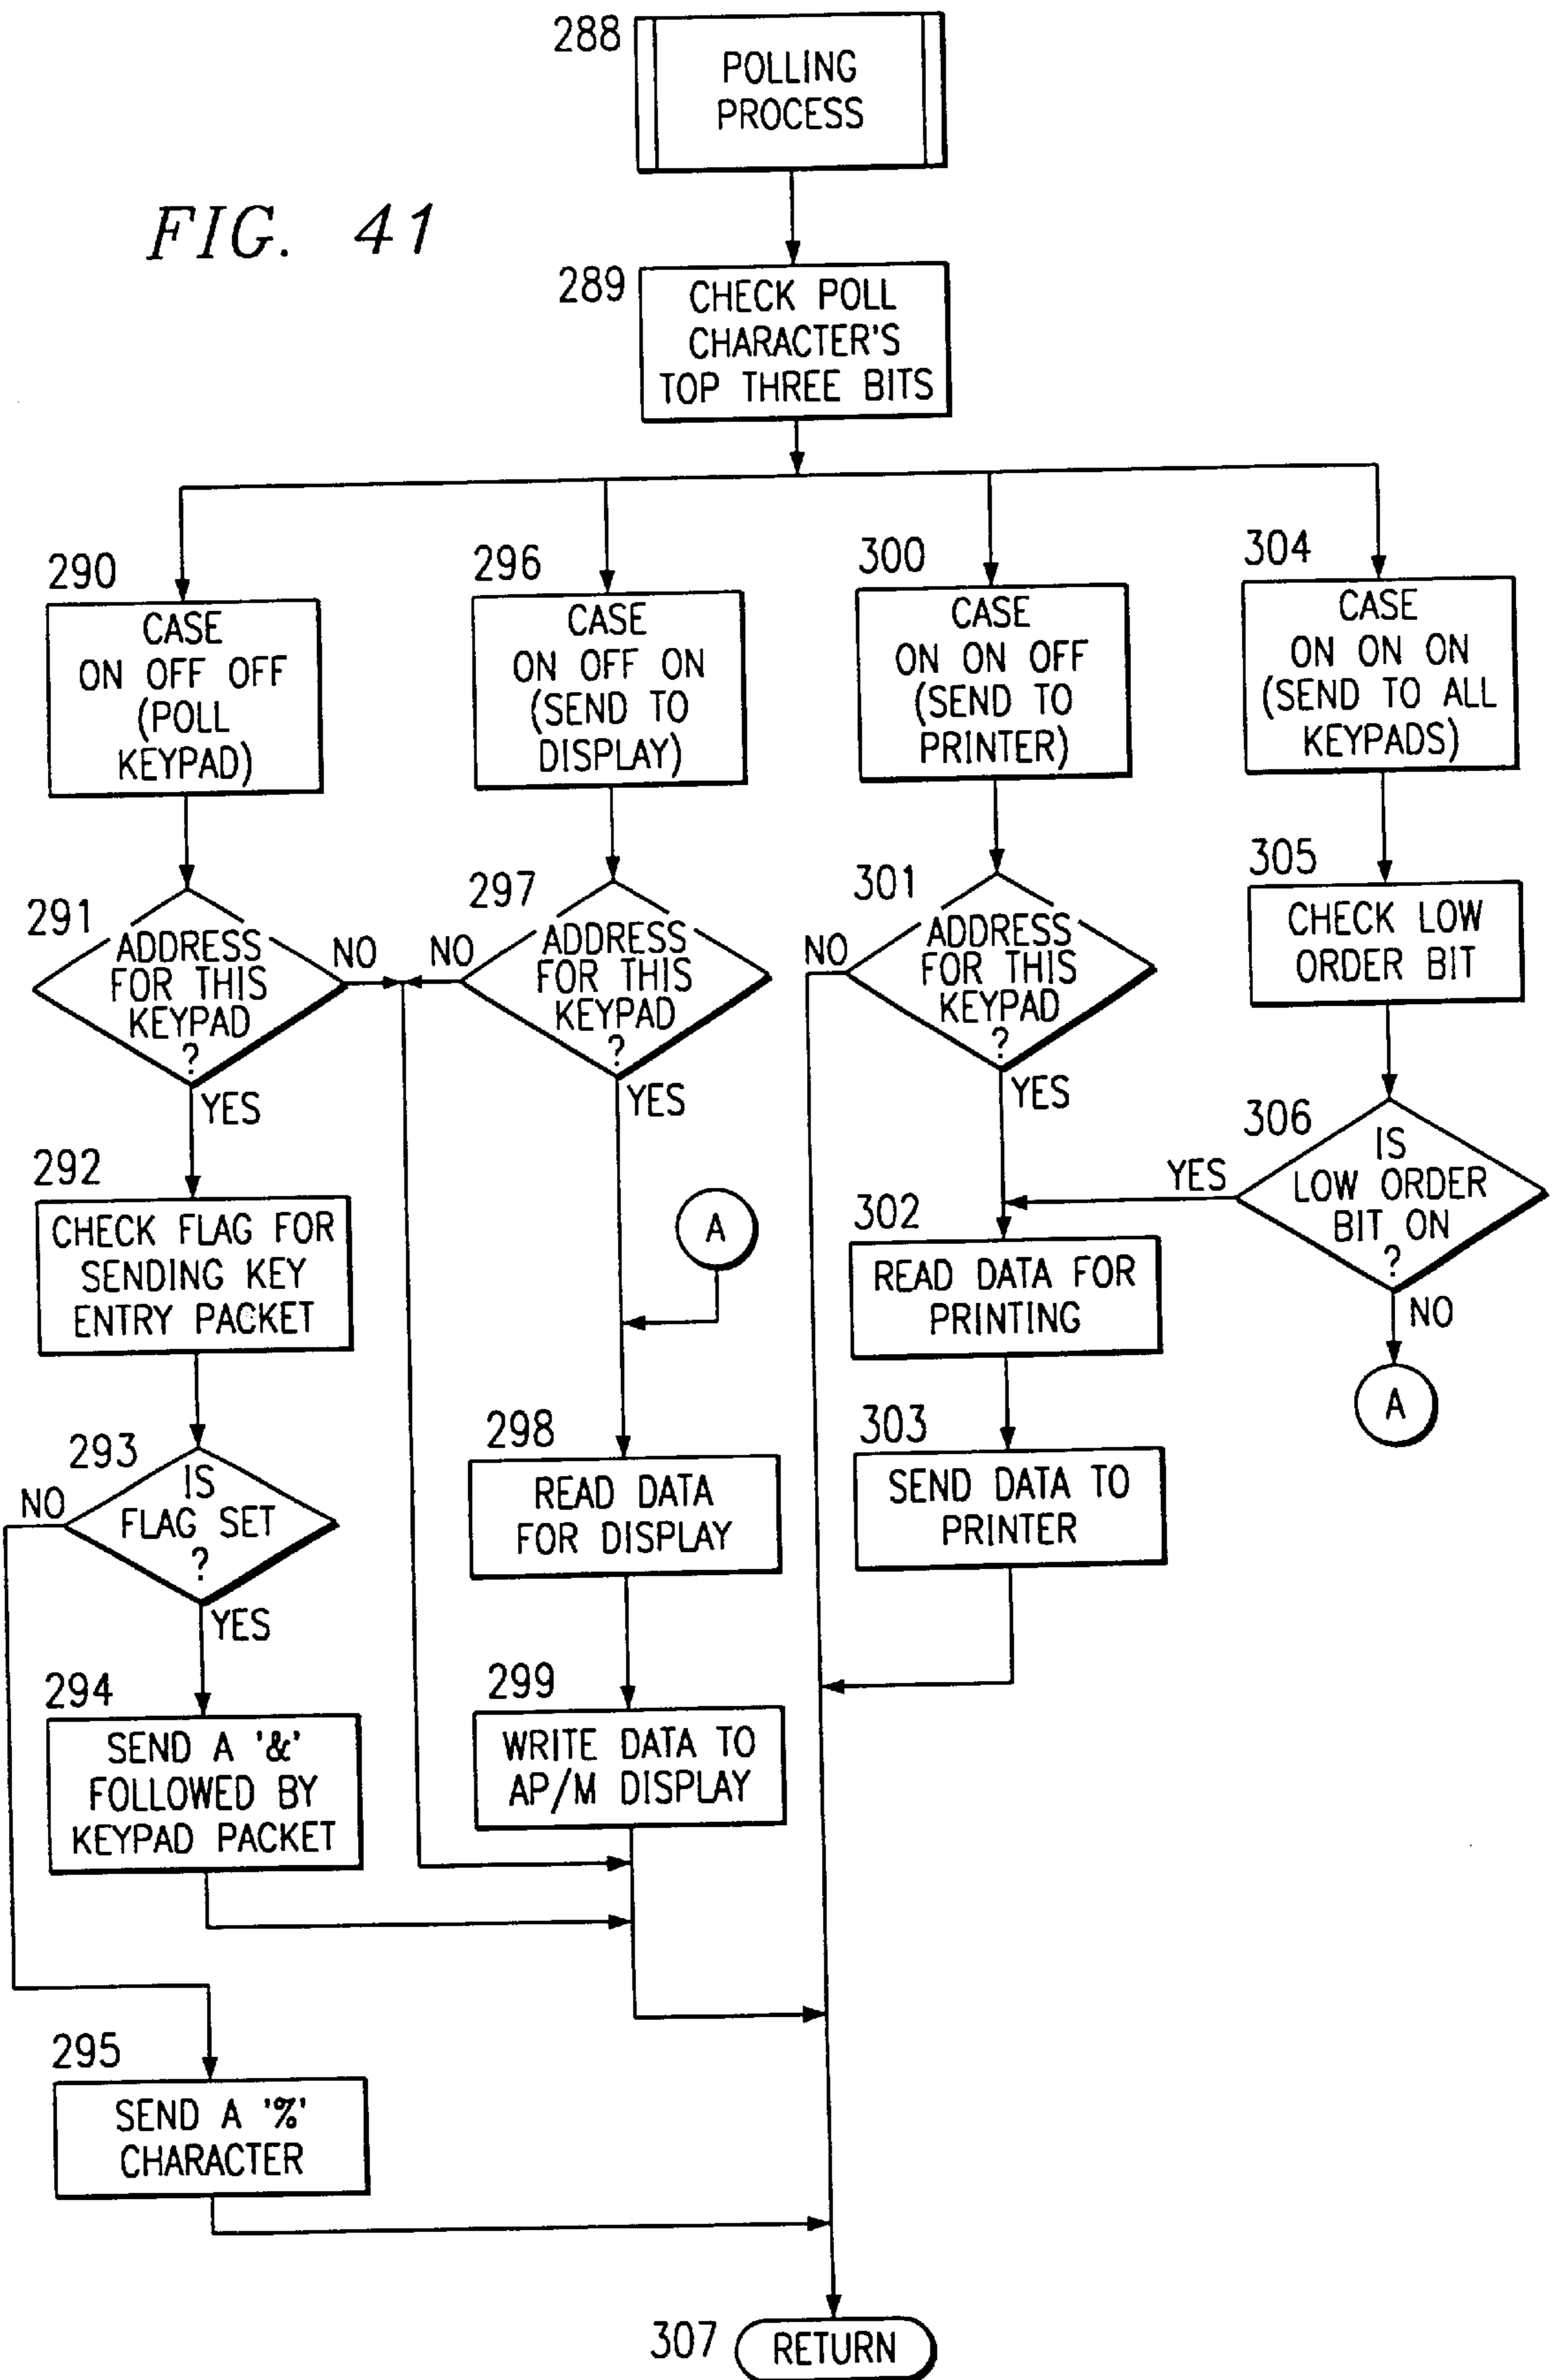 288
POLLING
PROCESS
FIG. 41
289
CHECK POLL
CHARACTER'S
TOP THREE BITS
290
CASE
ON OFF OFF
(POLL
KEYPAD)
296
CASE
ON OFF ON
(SEND TO
DISPLAY)
300
CASE
ON ON OFF
(SEND TO
PRINTER)
304
CASE
ON ON ON
(SEND TO ALL
KEYPADS)
291
ADDRESS
FOR THIS
KEYPAD
?
NO
YES
297
ADDRESS
FOR THIS
KEYPAD
?
NO
YES
301
ADDRESS
FOR THIS
KEYPAD
?
NO
YES
305
CHECK LOW
ORDER BIT
306
IS
LOW ORDER
BIT ON
?
YES
NO
A
292
CHECK FLAG FOR
SENDING KEY
ENTRY PACKET
A
302
READ DATA FOR
PRINTING
293
IS
FLAG SET
?
NO
YES
298
READ DATA
FOR DISPLAY
303
SEND DATA TO
PRINTER
294
SEND A '&'
FOLLOWED BY
KEYPAD PACKET
299
WRITE DATA TO
AP/M DISPLAY
295
SEND A '%'
CHARACTER
307
RETURN